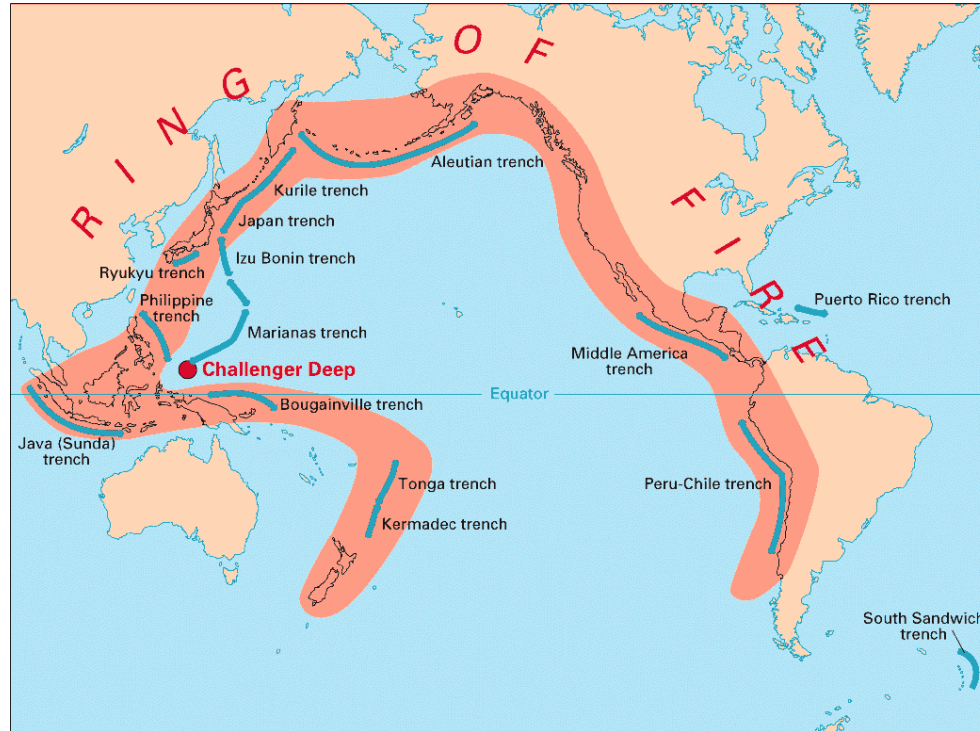 RING OF FIRE
Aleutian trench
Kurile trench
Japan trench
Izu Bonin trench
Ryukyu trench
Philippine
trench
Marianas trench
Challenger Deep
Puerto Rico trench
Middle America
trench
Equator
Bougainville trench
Java (Sunda)
trench
Tonga trench
Kermadec trench
Peru-Chile trench
South Sandwich
trench